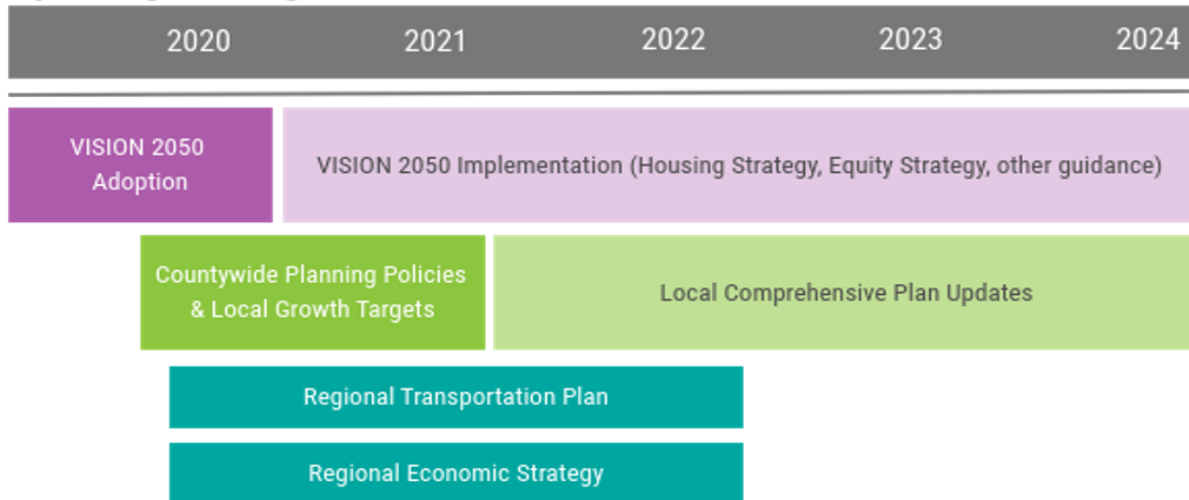 2020 2021 2022 2023 2024
VISION 2050
Adoption
VISION 2050 Implementation (Housing Strategy, Equity Strategy, other guidance)
Countywide Planning Policies
& Local Growth Targets
Local Comprehensive Plan Updates
Regional Transportation Plan
Regional Economic Strategy